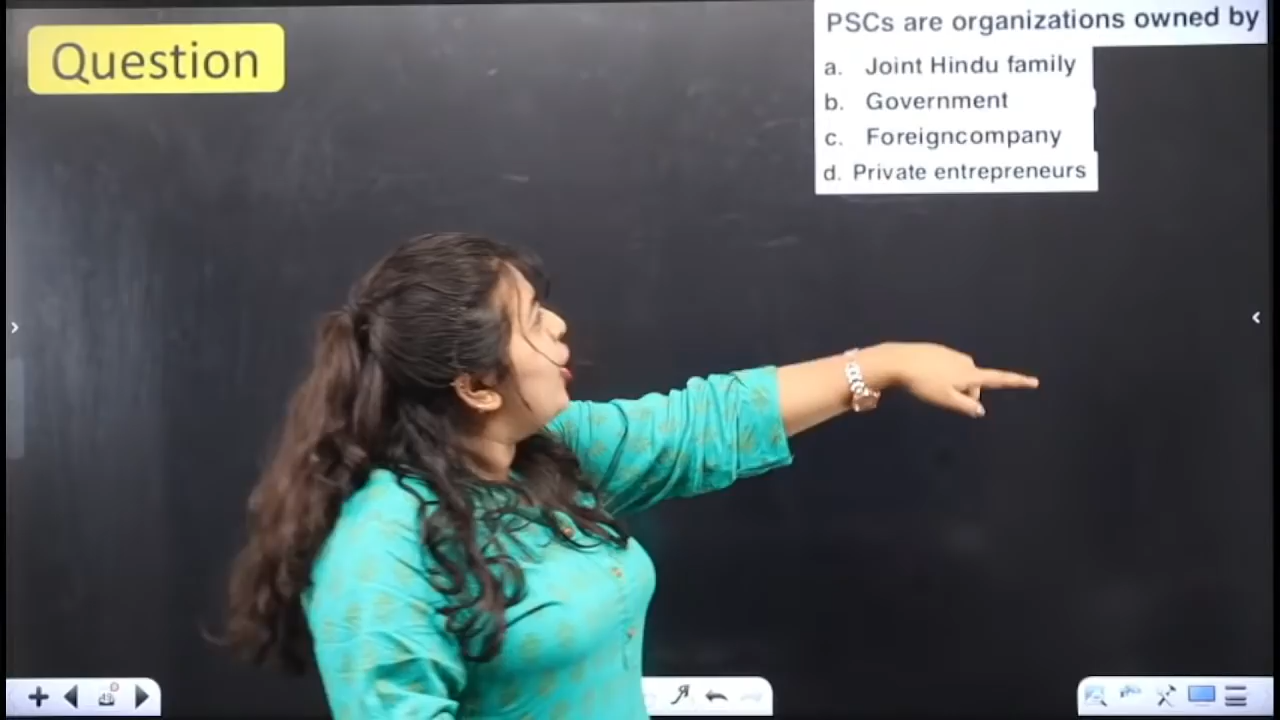 Question
PSCs are organizations owned by
a. Joint Hindu family
b. Government
c. Foreigncompany
d. Private entrepreneurs